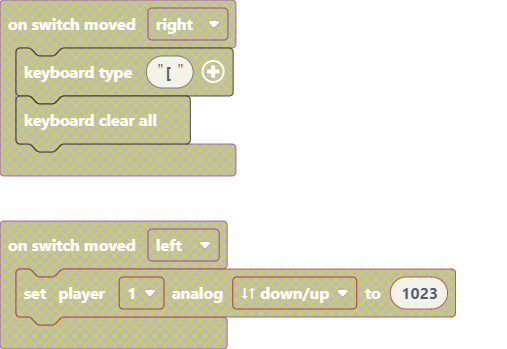 on switch moved right
keyboard type "["
keyboard clear all
on switch moved left
set player 1 analog ↓↑ down/up to 1023